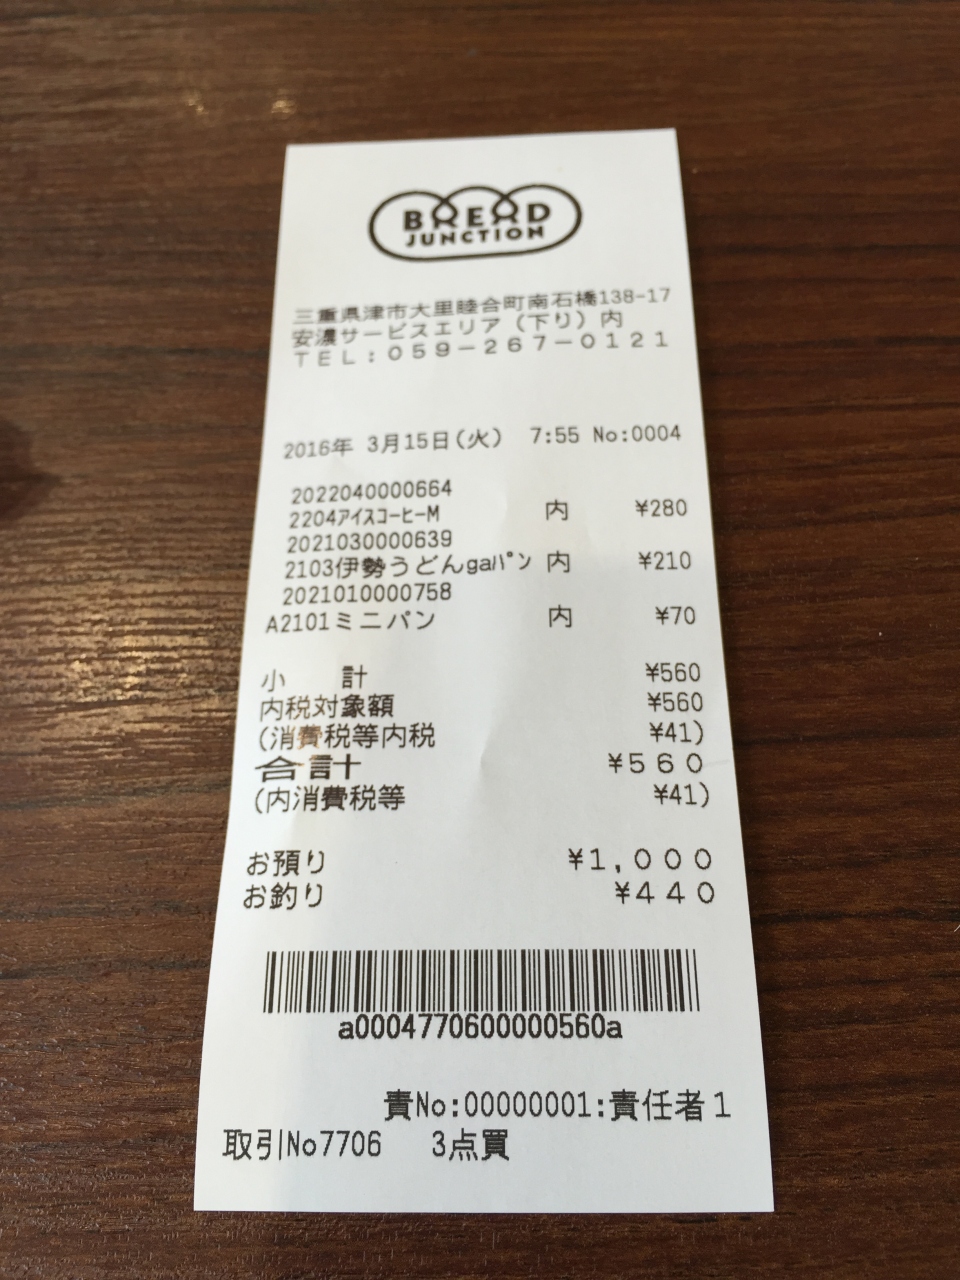 BREAD
JUNCTION
三重県津市大里睦合町南石橋138-17
安濃サービスエリア（下り）内
ＴＥＬ：０５９－２６７－０１２１
2016年 3月15日(火) 7:55 No:0004
2022040000664
2204ｱｲｽｺｰﾋｰM 内 ¥280
2021030000639
2103伊勢うどんgaﾊﾟﾝ 内 ¥210
2021010000758
A2101ミニパン 内 ¥70
小 計 ¥560
内税対象額 ¥560
(消費税等内税 ¥41)
合計 ¥５６０
(内消費税等 ¥41)
お預り ¥１,０００
お釣り ¥４４０
a0004770600000560a
責No:00000001:責任者１
取引No7706 3点買